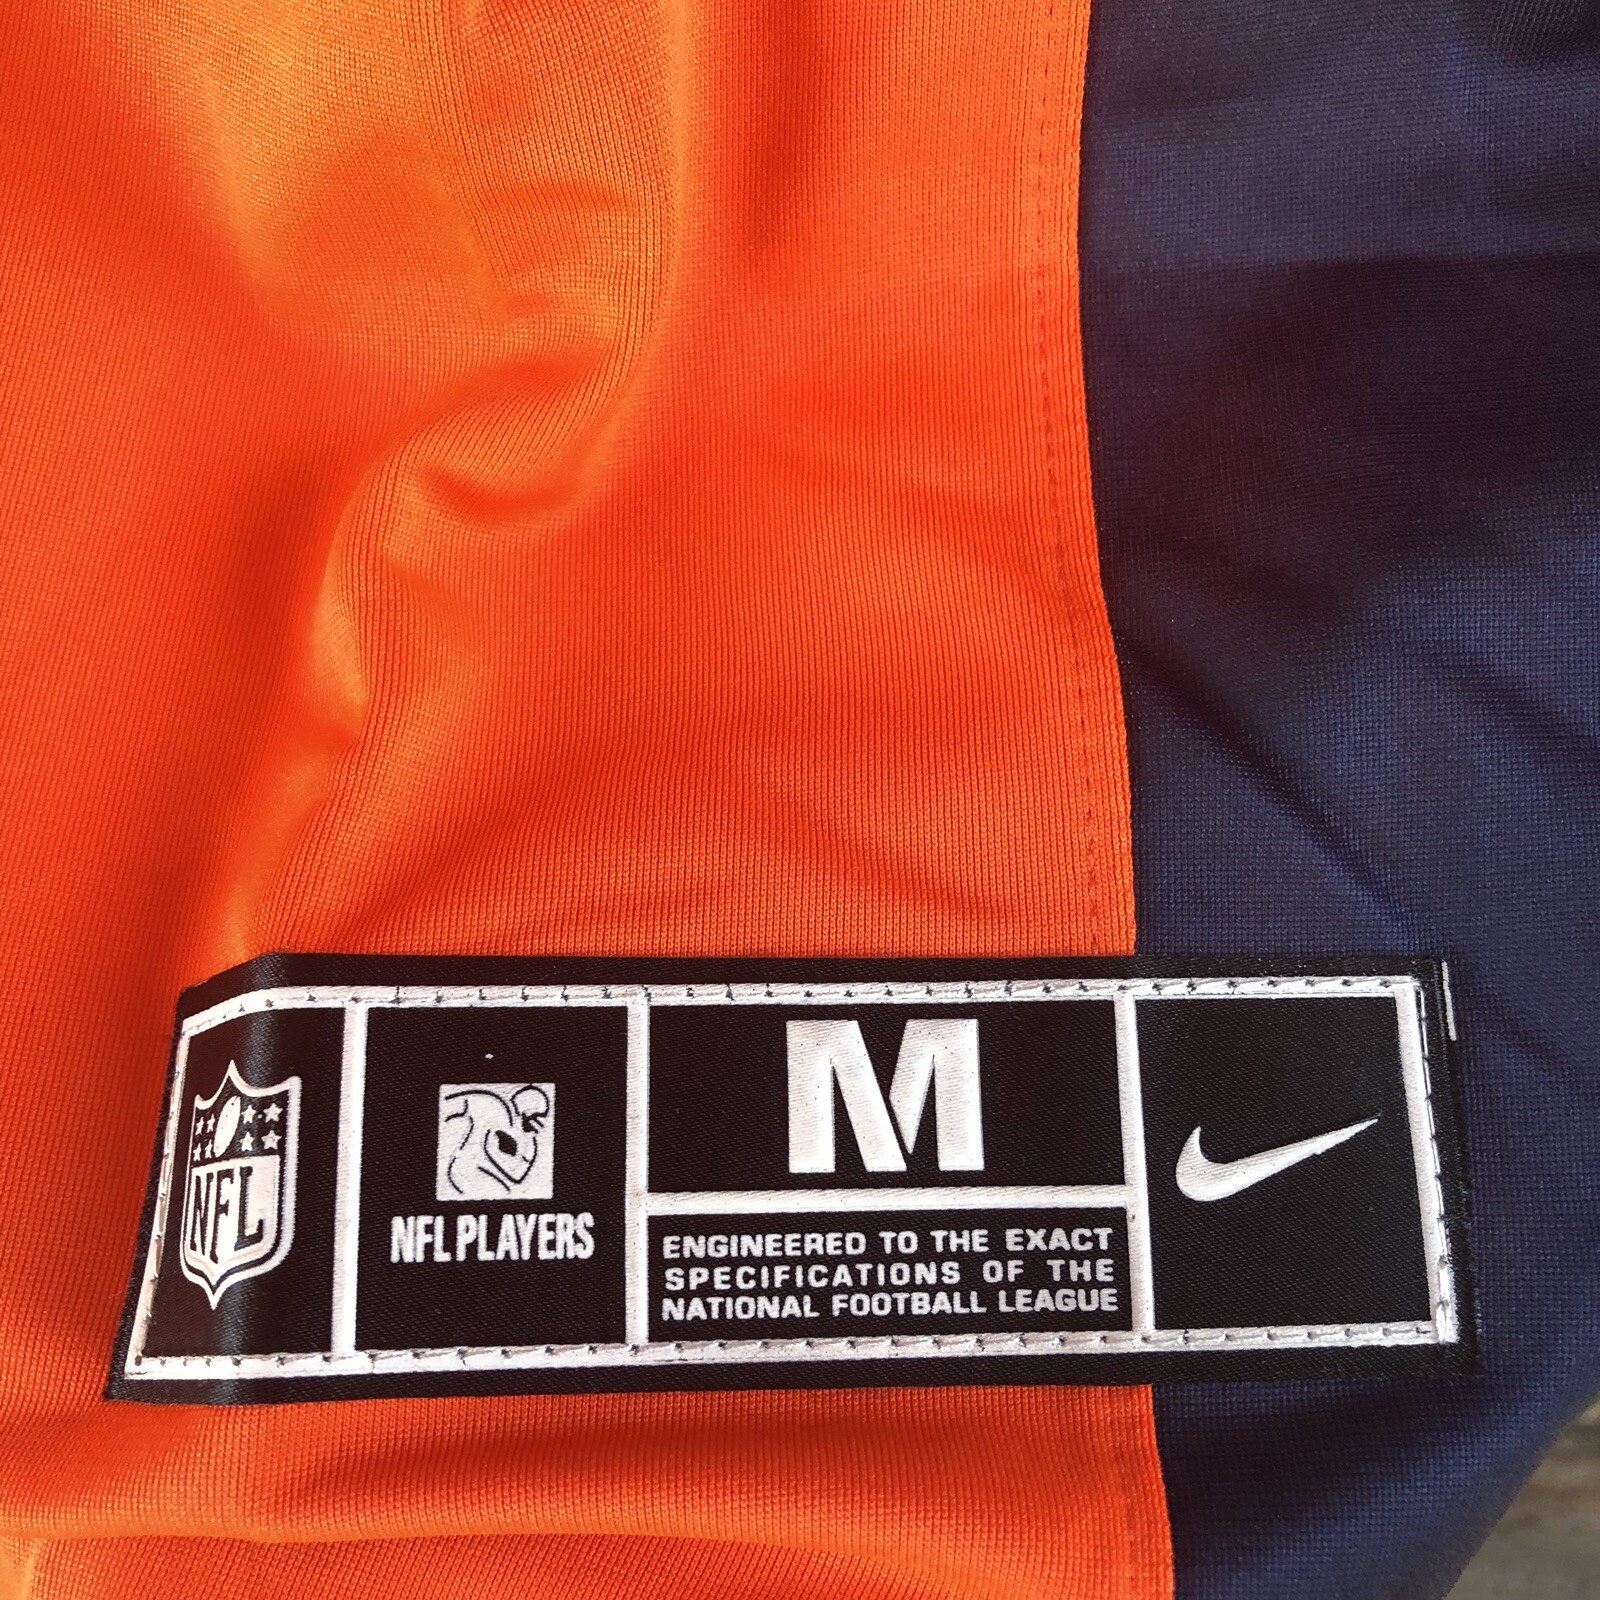 NFL
NFL PLAYERS
M
ENGINEERED TO THE EXACT
SPECIFICATIONS OF THE
NATIONAL FOOTBALL LEAGUE